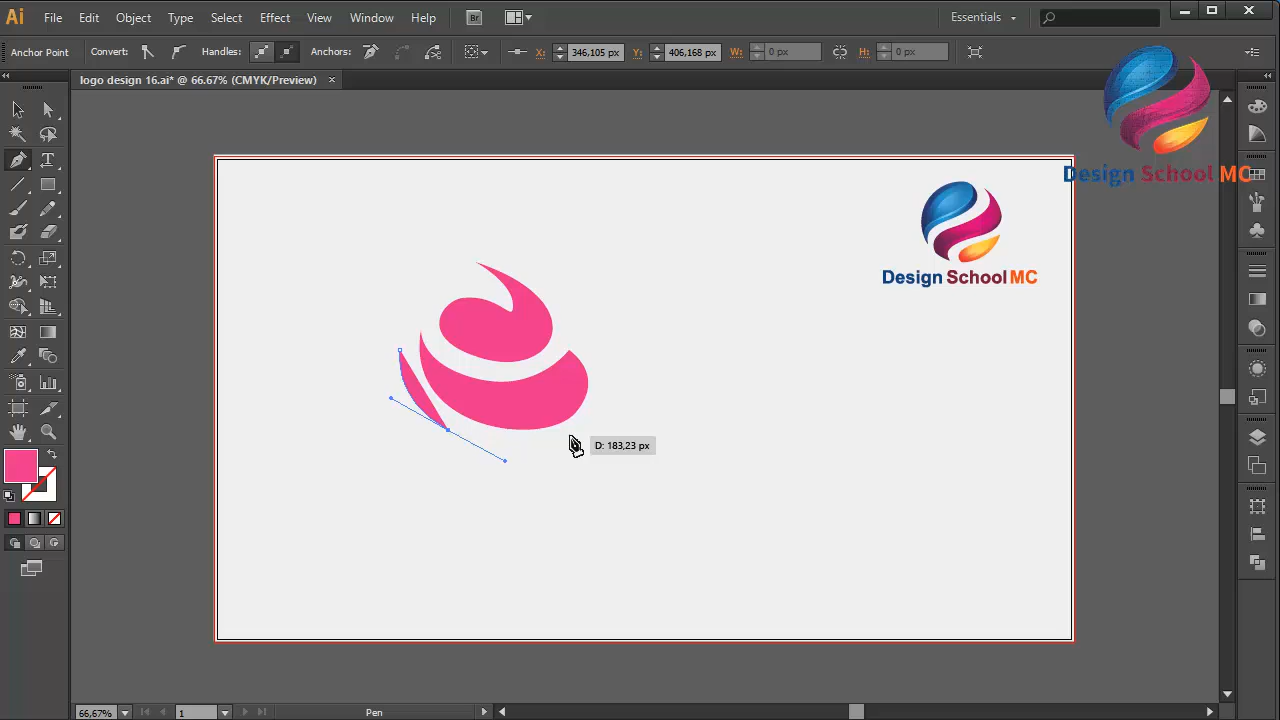 Ai File Edit Object Type Select Effect View Window Help Br Essentials
Anchor Point Convert: Handles: Anchors: X: 346,105 px Y: 406,168 px W: 0 px H: 0 px
logo design 16.ai* @ 66.67% (CMYK/Preview) ×
Design School MC
Design School MC
D: 183,23 px
66,67% 1 Pen